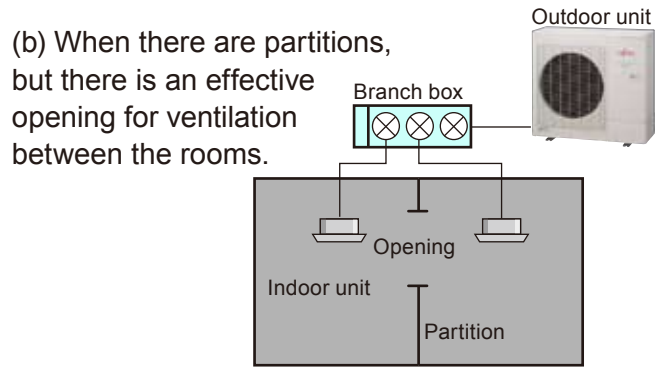 Outdoor unit
(b) When there are partitions,
but there is an effective
opening for ventilation
between the rooms.
Branch box
Opening
Indoor unit
Partition